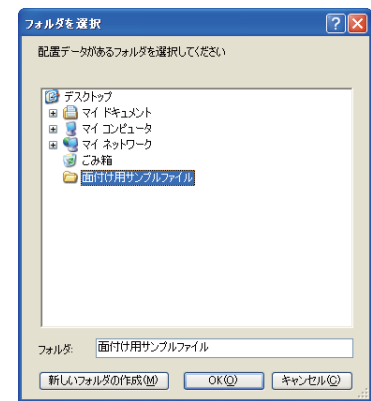 フォルダを選択
配置データがあるフォルダを選択してください
デスクトップ
マイ ドキュメント
マイ コンピュータ
マイ ネットワーク
ごみ箱
面付け用サンプルファイル
フォルダ: 面付け用サンプルファイル
新しいフォルダの作成(M) OK(O) キャンセル(C)